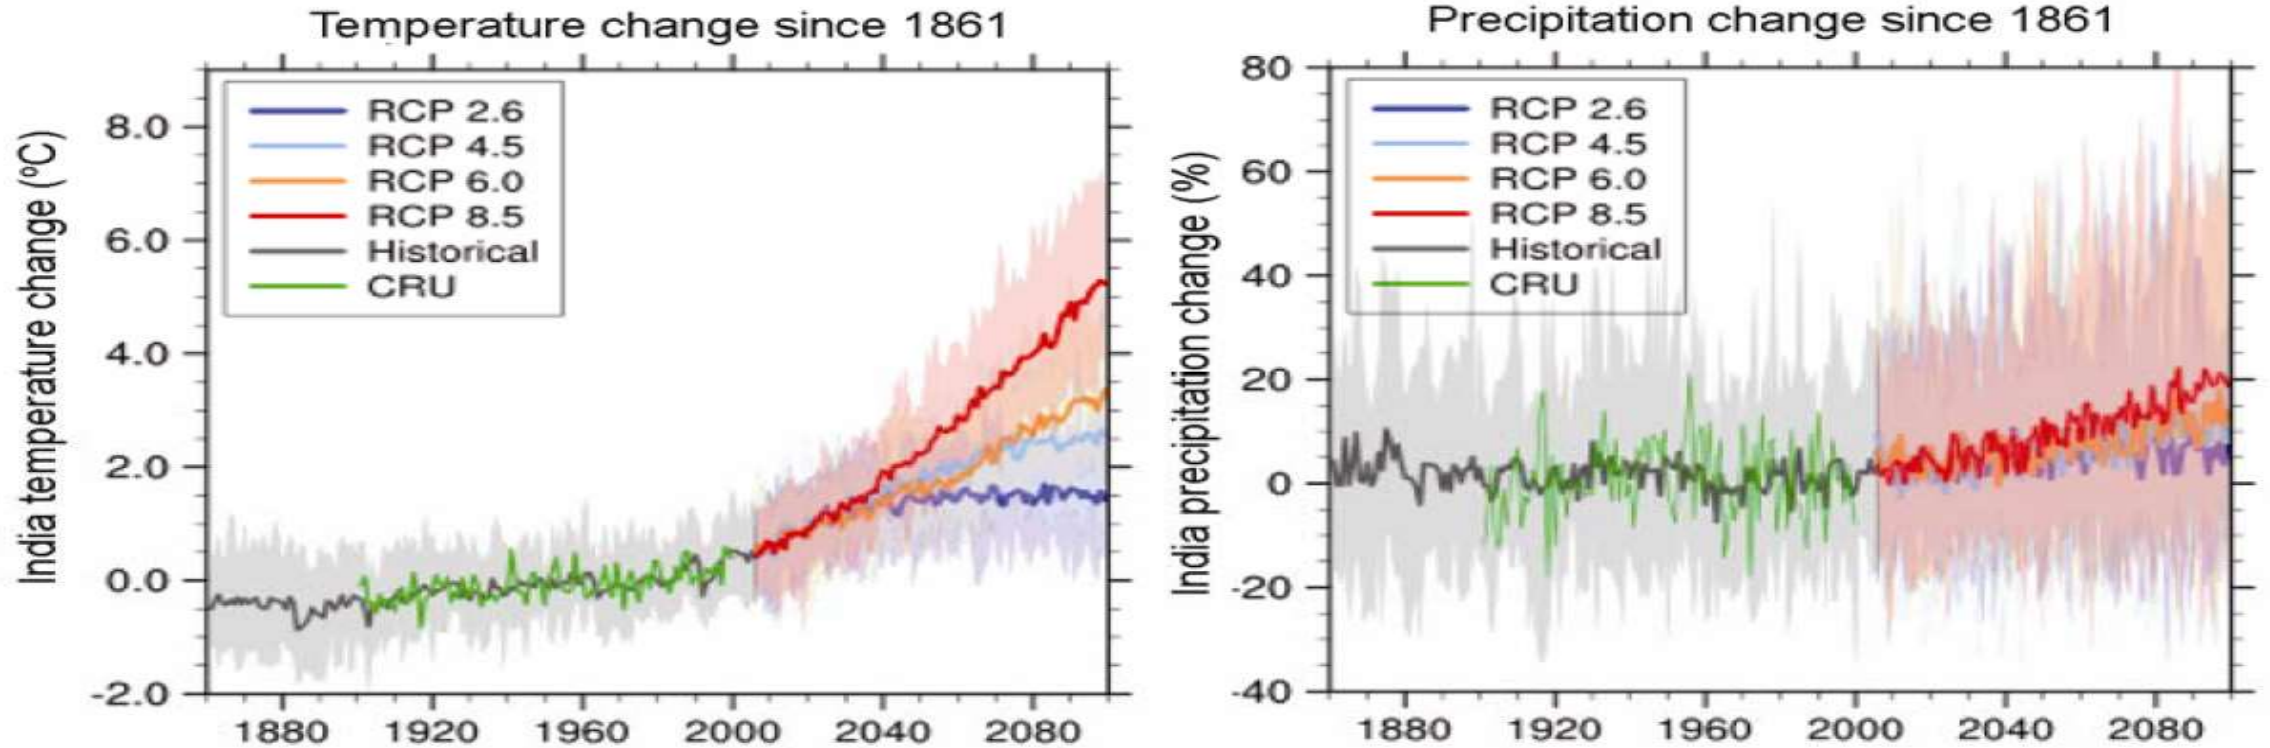 Temperature change since 1861
India temperature change (ºC)
8.0
6.0
4.0
2.0
0.0
-2.0
RCP 2.6
RCP 4.5
RCP 6.0
RCP 8.5
Historical
CRU
1880 1920 1960 2000 2040 2080
Precipitation change since 1861
India precipitation change (%)
80
60
40
20
0
-20
-40
RCP 2.6
RCP 4.5
RCP 6.0
RCP 8.5
Historical
CRU
1880 1920 1960 2000 2040 2080